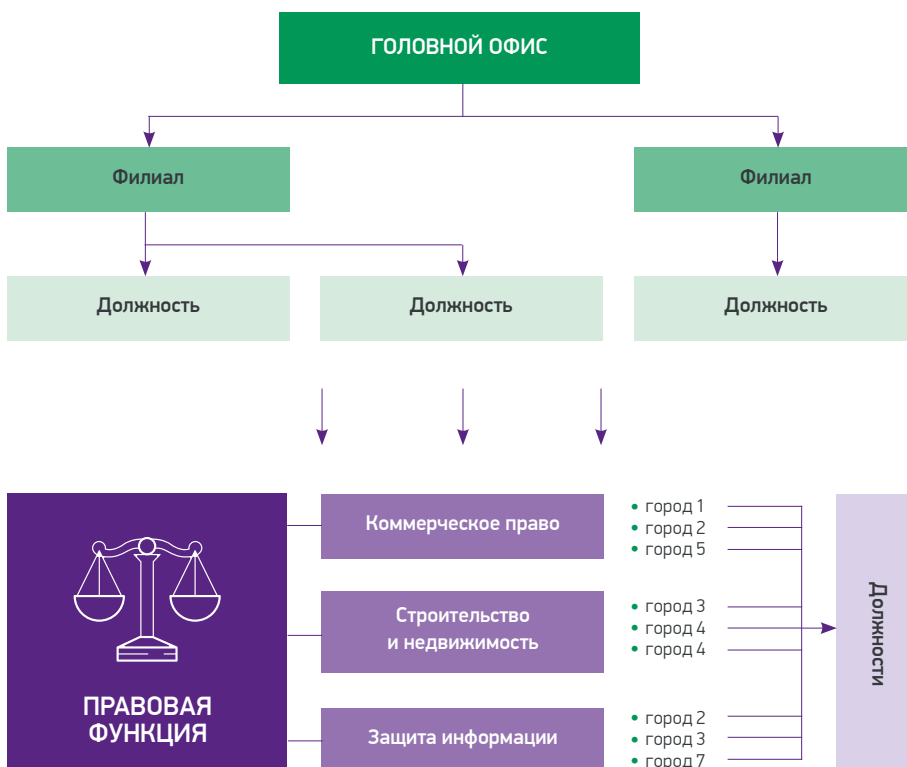 ГОЛОВНОЙ ОФИС
Филиал
Филиал
Должность
Должность
Должность
ПРАВОВАЯ
ФУНКЦИЯ
Коммерческое право
• город 1
• город 2
• город 5
Строительство
и недвижимость
• город 3
• город 4
• город 4
Защита информации
• город 2
• город 3
• город 7
Должности